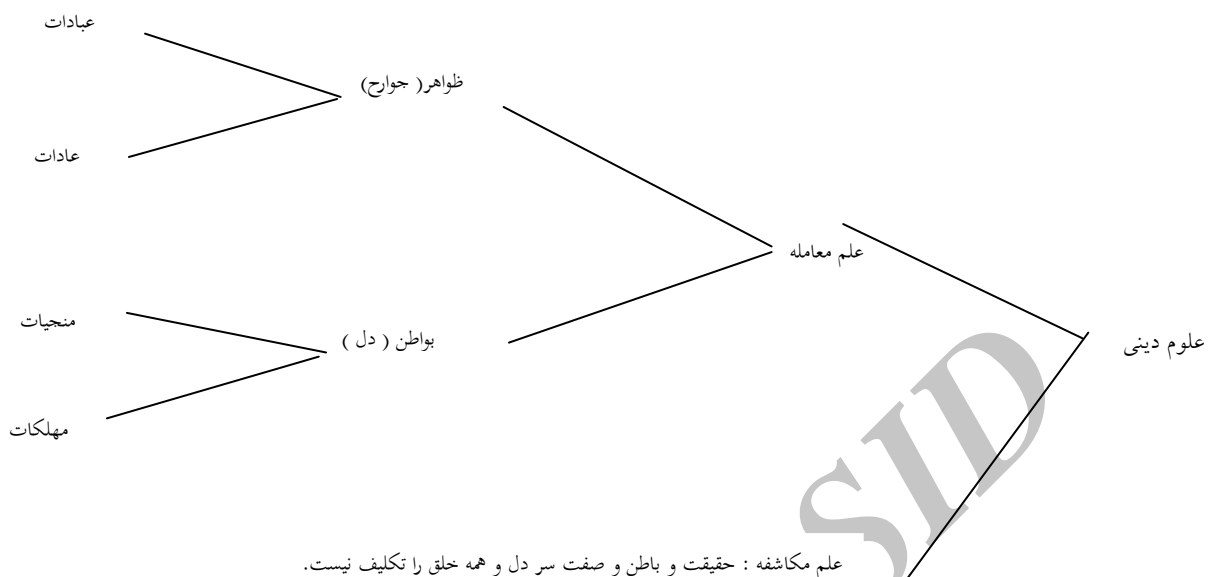 عبادات
ظواهر( جوارح)
عادات
علم معامله
منجیات
بواطن ( دل )
علوم دینی
مهلکات
علم مکاشفه : حقیقت و باطن و صفت سر دل و همه خلق را تکلیف نیست.
SID